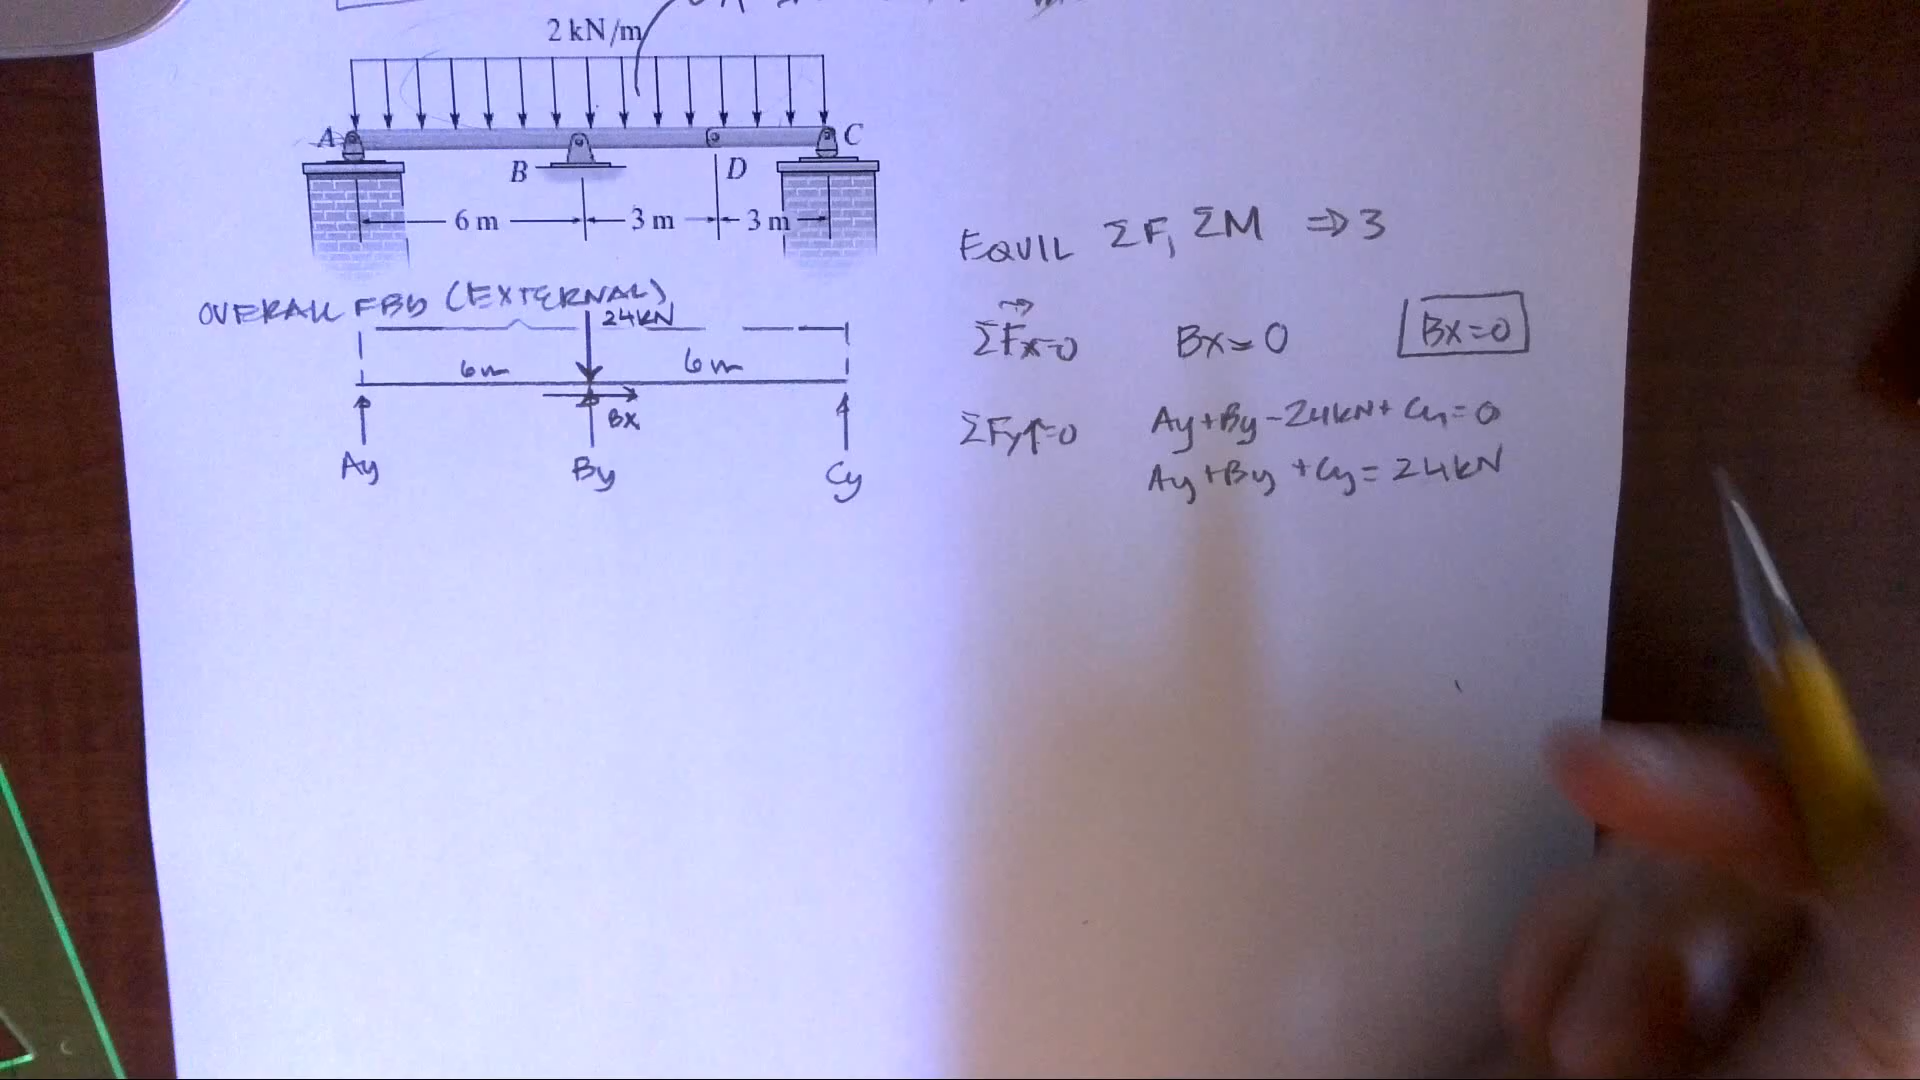 2 kN/m
A
C
B
D
6 m
3 m
3 m
EQUIL ΣF, ΣM ⇒ 3
OVERALL FBD (EXTERNAL)
24KN
6m
6m
Bx
Ay
By
Cy
ΣFx=0 Bx=0 Bx=0
ΣFy↑=0 Ay+By-24KN+Cy=0
Ay+By+Cy=24KN